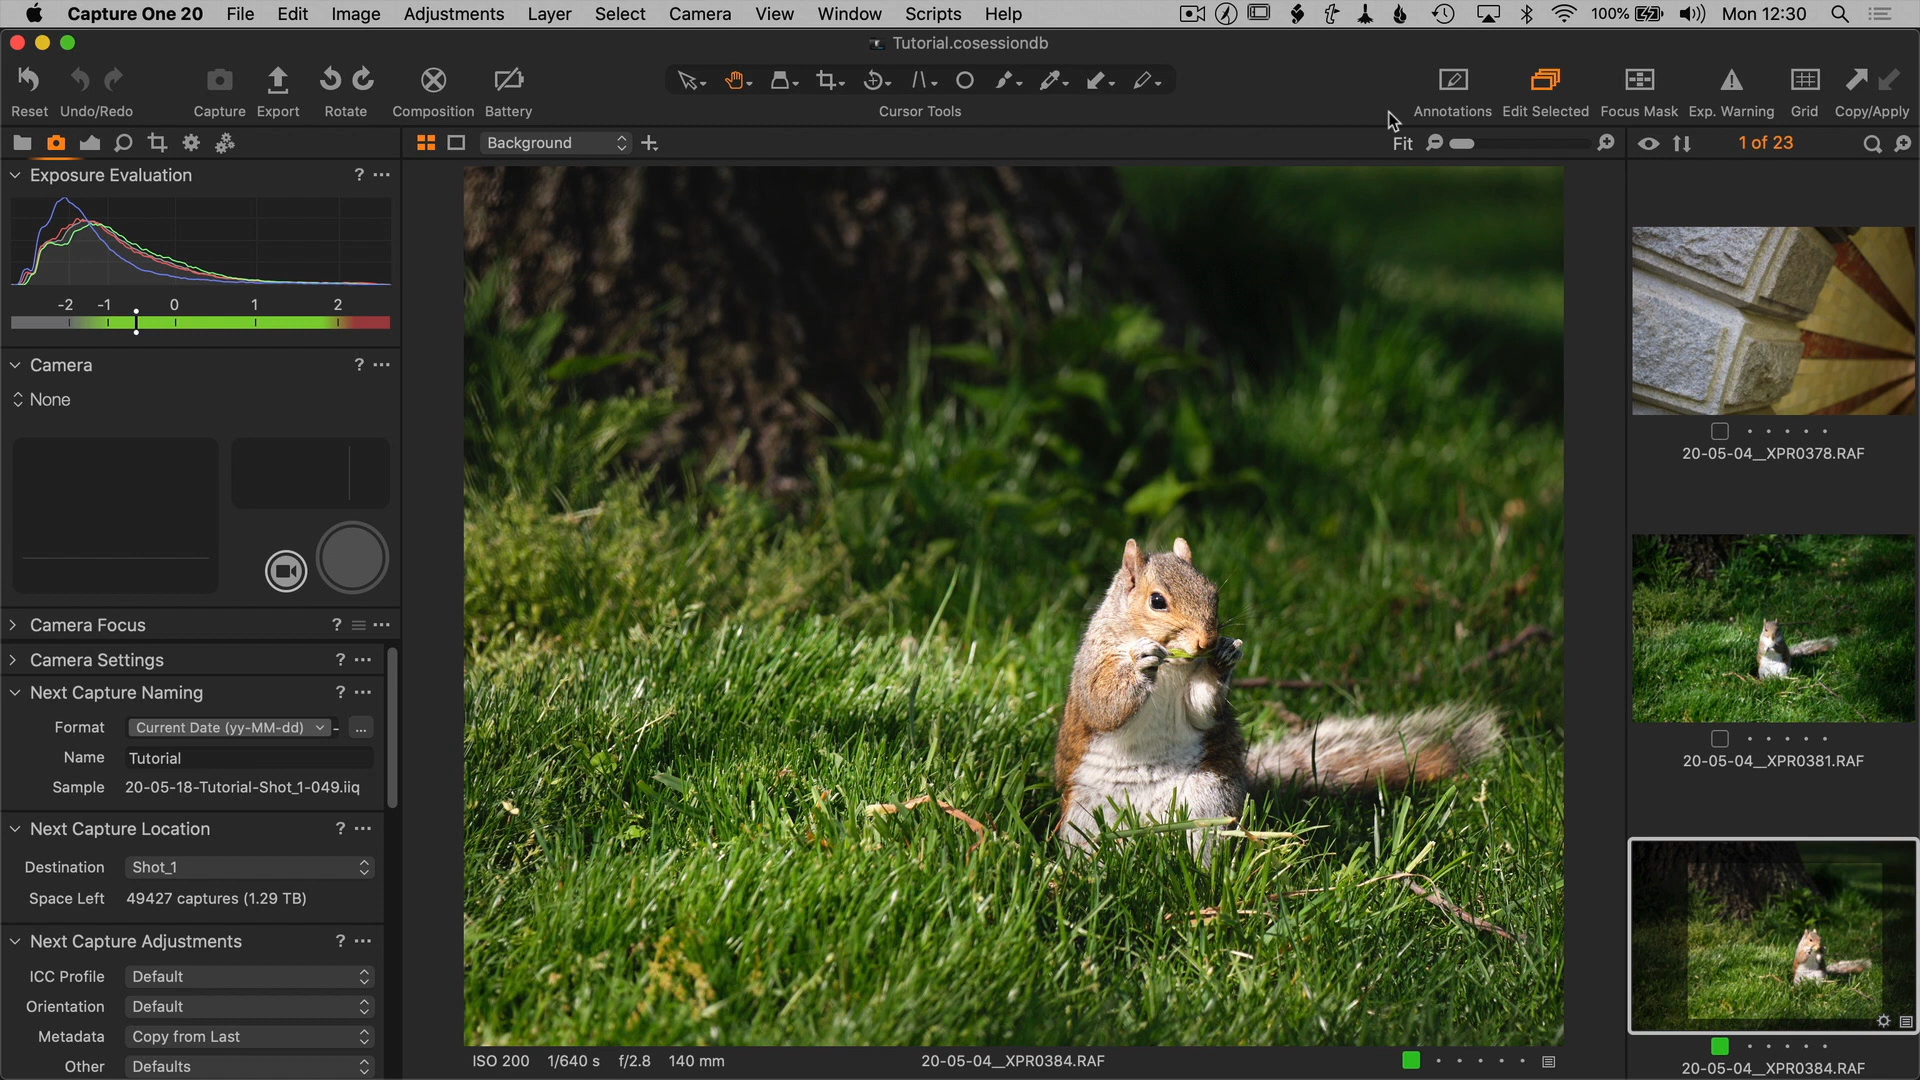 Capture One 20 File Edit Image Adjustments Layer Select Camera View Window Scripts Help 100% Mon 12:30
Tutorial.cosessiondb
Reset Undo/Redo Capture Export Rotate Composition Battery Cursor Tools Annotations Edit Selected Focus Mask Exp. Warning Grid Copy/Apply
Background Fit 1 of 23
Exposure Evaluation ?
-2 -1 0 1 2
Camera ?
None
Camera Focus ?
Camera Settings ?
Next Capture Naming ?
Format Current Date (yy-MM-dd) - ...
Name Tutorial
Sample 20-05-18-Tutorial-Shot_1-049.iiq
Next Capture Location ?
Destination Shot_1
Space Left 49427 captures (1.29 TB)
Next Capture Adjustments ?
ICC Profile Default
Orientation Default
Metadata Copy from Last
Other Defaults
ISO 200 1/640 s f/2.8 140 mm 20-05-04__XPR0384.RAF
20-05-04__XPR0378.RAF
20-05-04__XPR0381.RAF
20-05-04__XPR0384.RAF